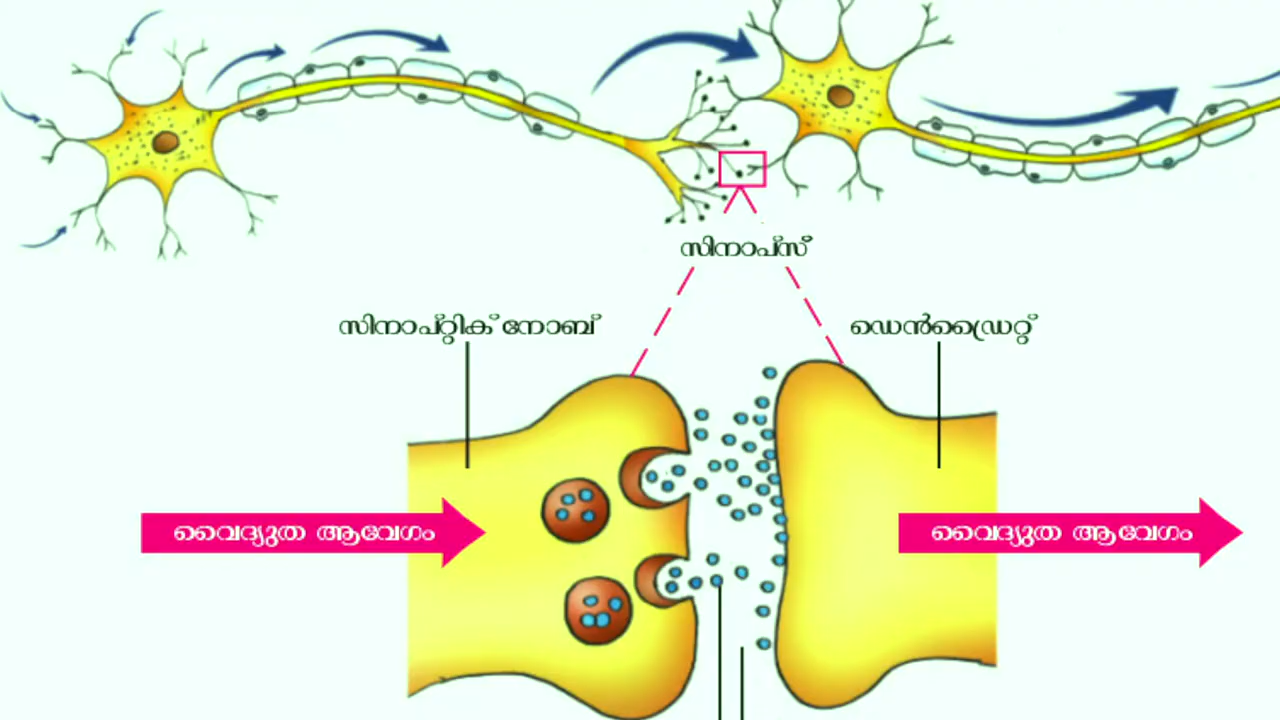 സിനാപ്സ്
സിനാപ്റ്റിക് നോബ്
ഡെൻഡ്രൈറ്റ്
വൈദ്യുത ആവേഗം
വൈദ്യുത ആവേഗം